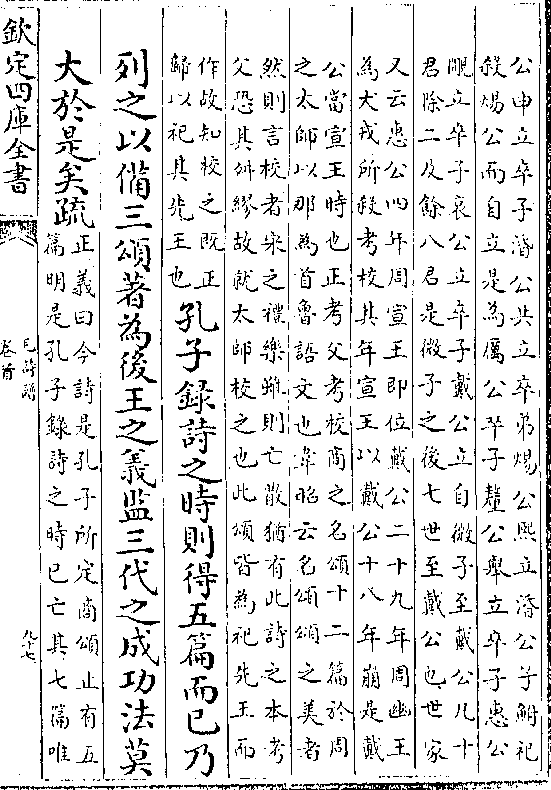 公申立卒子湣公共立卒弟煬公熙立湣公子鮒祀
殺煬公而自立是為厲公卒子釐公舉立卒子惠公
覵立卒子哀公立卒子戴公立自微子至戴公凡十
君除二及餘八君是微子之後七世至戴公也世家
又云惠公四年周宣王即位戴公二十九年周幽王
為犬戎所殺考校其年宣王以戴公十八年崩是戴
公當宣王時也正考父考校商之名頌十二篇於周
之太師以那為首魯語文也韋昭云名頌頌之美者
然則言校者宋之禮樂雖則亡散猶有此詩之本考
父恐其舛繆故就太師校之也此頌皆為祀先王而
作故知校之既正
歸以祀其先王也
孔子錄詩之時則得五篇而已乃
列之以備三頌著為後王之義監三代之成功法莫
大於是矣疏
正義曰今詩是孔子所定商頌止有五
篇明是孔子錄詩之時已亡其七篇唯
欽定四庫全書
毛詩譜
卷首
九十七